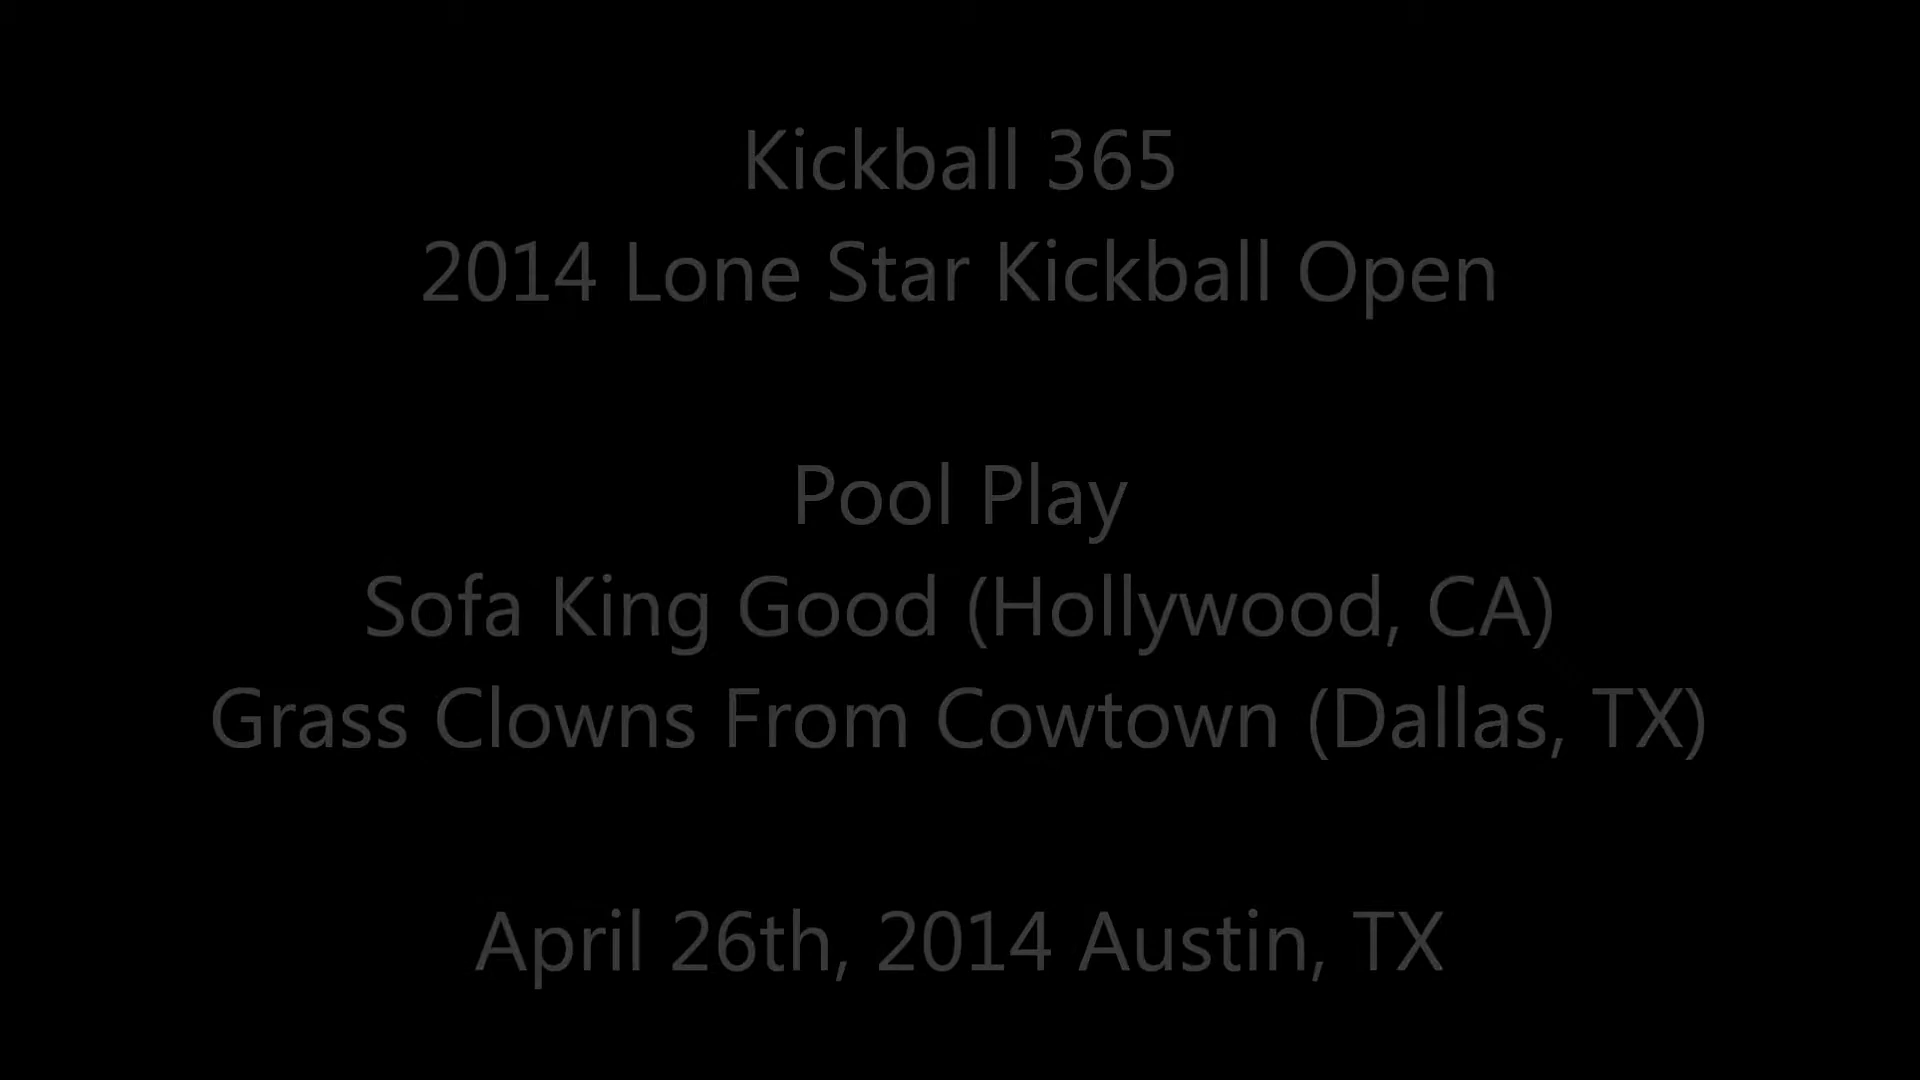 Kickball 365
2014 Lone Star Kickball Open
Pool Play
Sofa King Good (Hollywood, CA)
Grass Clowns From Cowtown (Dallas, TX)
April 26th, 2014 Austin, TX